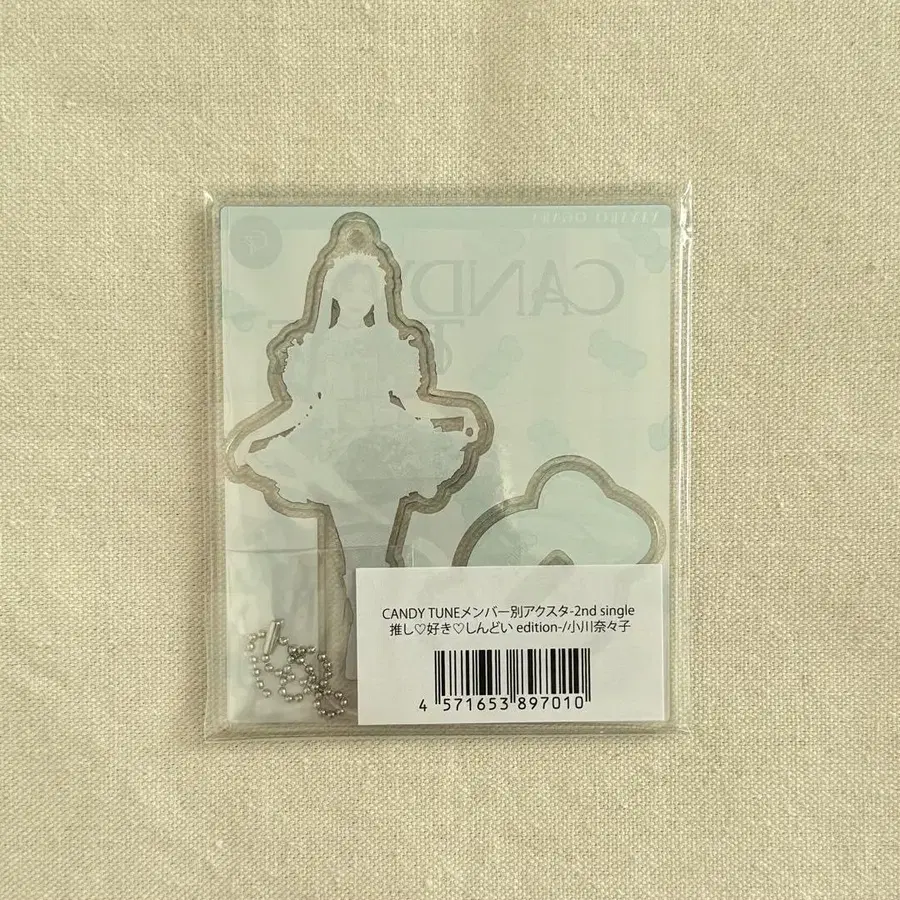 CANDY
CANDY TUNEメンバー別アクスタ-2nd single
推し♡好き♡しんどい edition-/小川奈々子
4 571653 897010